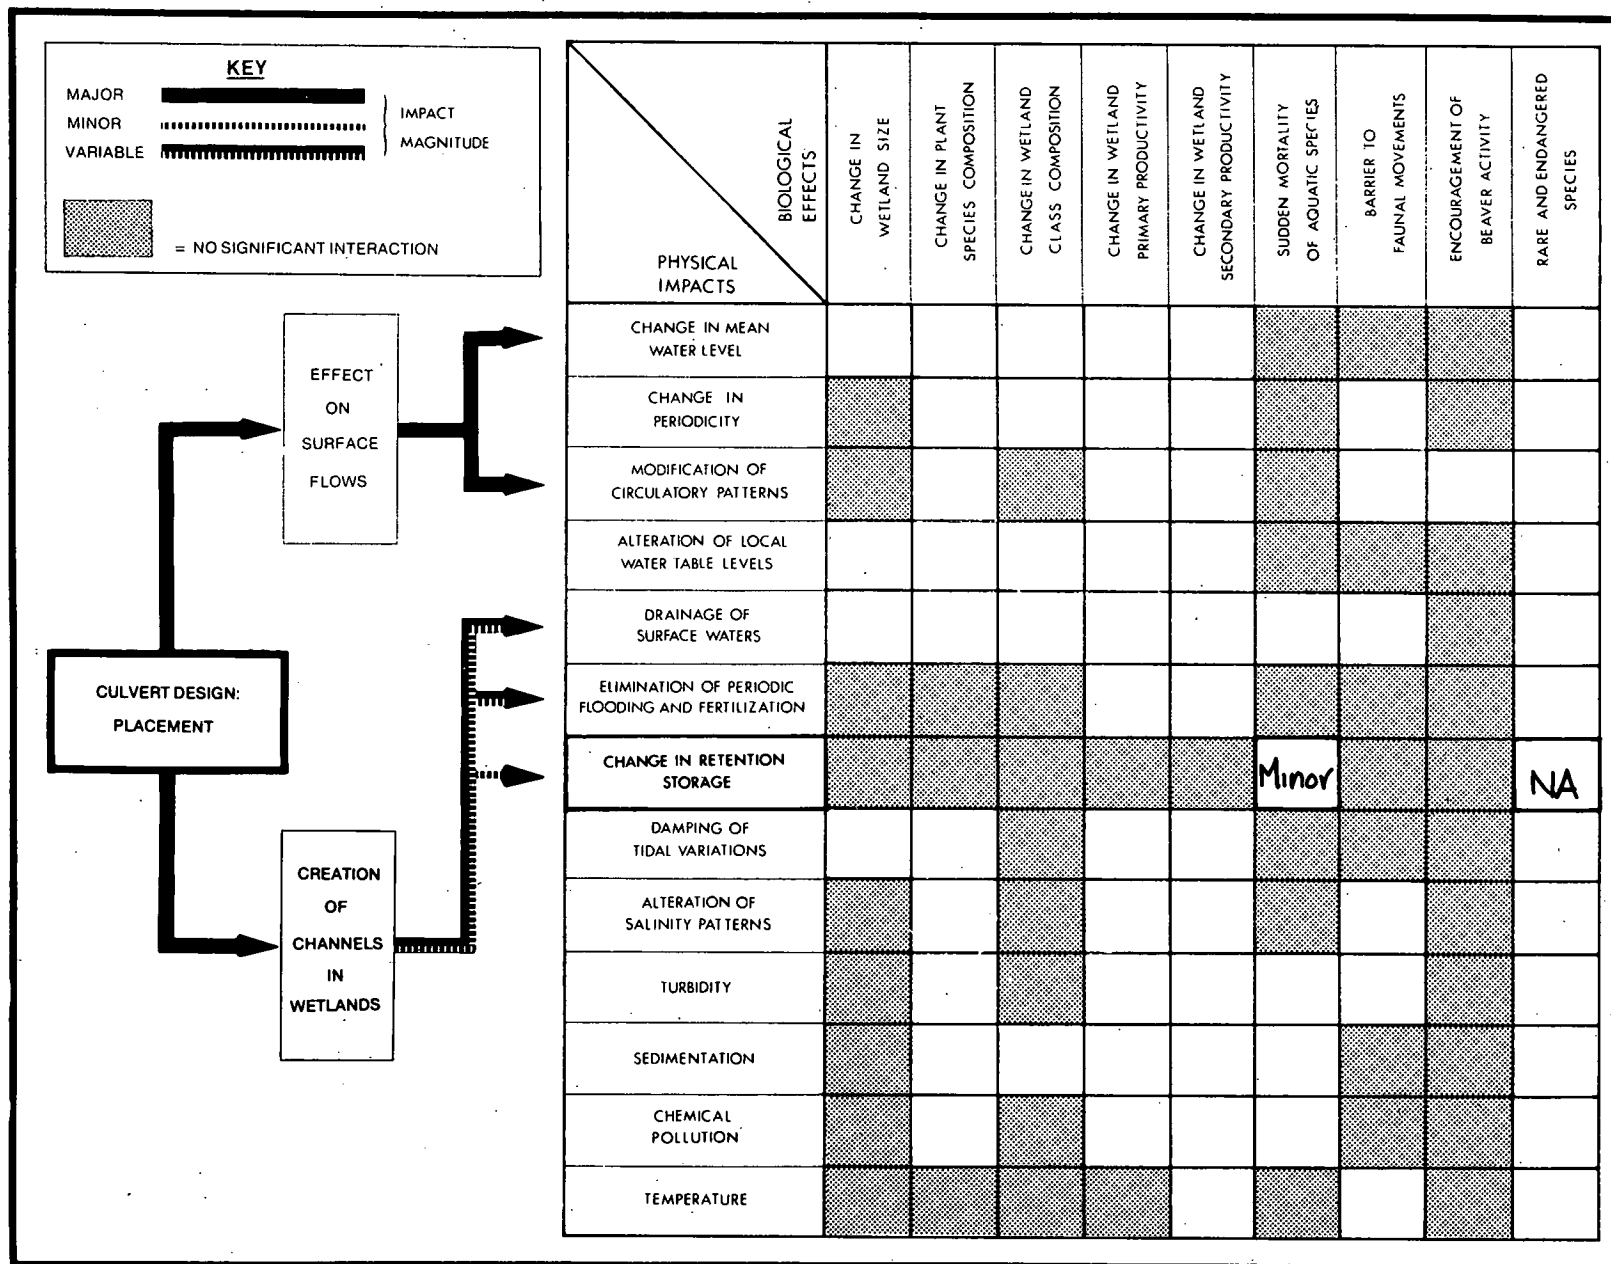 KEY
MAJOR
MINOR
VARIABLE
IMPACT
MAGNITUDE
= NO SIGNIFICANT INTERACTION
EFFECT
ON
SURFACE
FLOWS
CULVERT DESIGN:
PLACEMENT
CREATION
OF
CHANNELS
IN
WETLANDS
BIOLOGICAL
EFFECTS
PHYSICAL
IMPACTS
CHANGE IN
WETLAND SIZE
CHANGE IN PLANT
SPECIES COMPOSITION
CHANGE IN WETLAND
CLASS COMPOSITION
CHANGE IN WETLAND
PRIMARY PRODUCTIVITY
CHANGE IN WETLAND
SECONDARY PRODUCTIVITY
SUDDEN MORTALITY
OF AQUATIC SPECIES
BARRIER TO
FAUNAL MOVEMENTS
ENCOURAGEMENT OF
BEAVER ACTIVITY
RARE AND ENDANGERED
SPECIES
CHANGE IN MEAN
WATER LEVEL
CHANGE IN
PERIODICITY
MODIFICATION OF
CIRCULATORY PATTERNS
ALTERATION OF LOCAL
WATER TABLE LEVELS
DRAINAGE OF
SURFACE WATERS
ELIMINATION OF PERIODIC
FLOODING AND FERTILIZATION
CHANGE IN RETENTION
STORAGE
Minor
NA
DAMPING OF
TIDAL VARIATIONS
ALTERATION OF
SALINITY PATTERNS
TURBIDITY
SEDIMENTATION
CHEMICAL
POLLUTION
TEMPERATURE